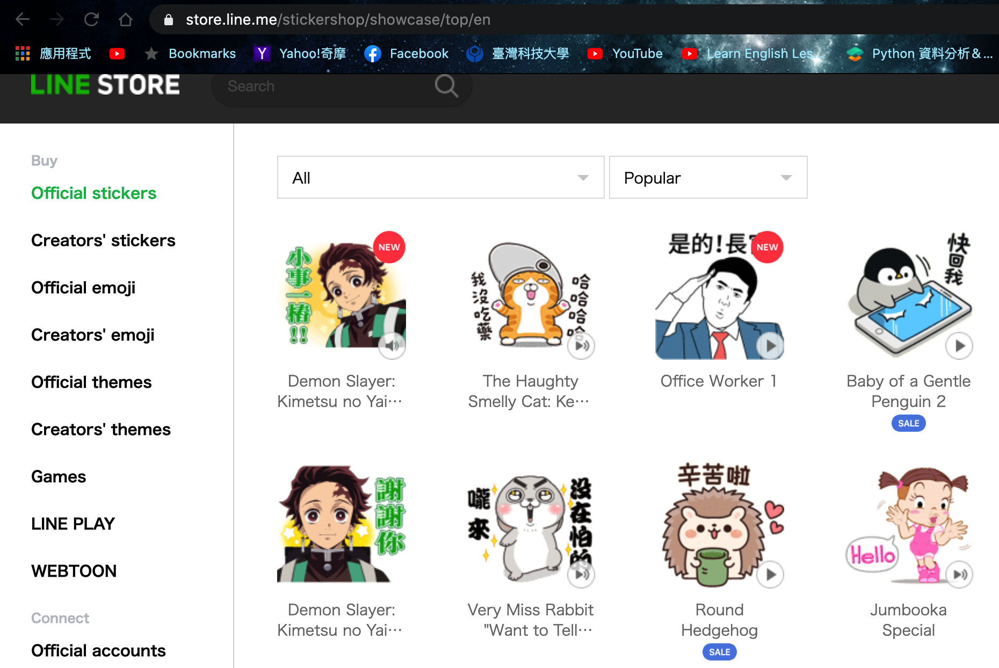 store.line.me/stickershop/showcase/top/en
應用程式
Bookmarks
Yahoo!奇摩
Facebook
臺灣科技大學
YouTube
Learn English Les
Python 資料分析&...
LINE STORE
Search
Buy
Official stickers
Creators' stickers
Official emoji
Creators' emoji
Official themes
Creators' themes
Games
LINE PLAY
WEBTOON
Connect
Official accounts
All
Popular
小事一樁!!
NEW
我沒吃藥
哈哈哈哈
是的!長
NEW
快回我
Demon Slayer:
Kimetsu no Yai…
The Haughty
Smelly Cat: Ke…
Office Worker 1
Baby of a Gentle
Penguin 2
SALE
謝謝你
嚨來
沒在怕的
辛苦啦
Hello
Demon Slayer:
Kimetsu no Yai…
Very Miss Rabbit
"Want to Tell…
Round
Hedgehog
SALE
Jumbooka
Special